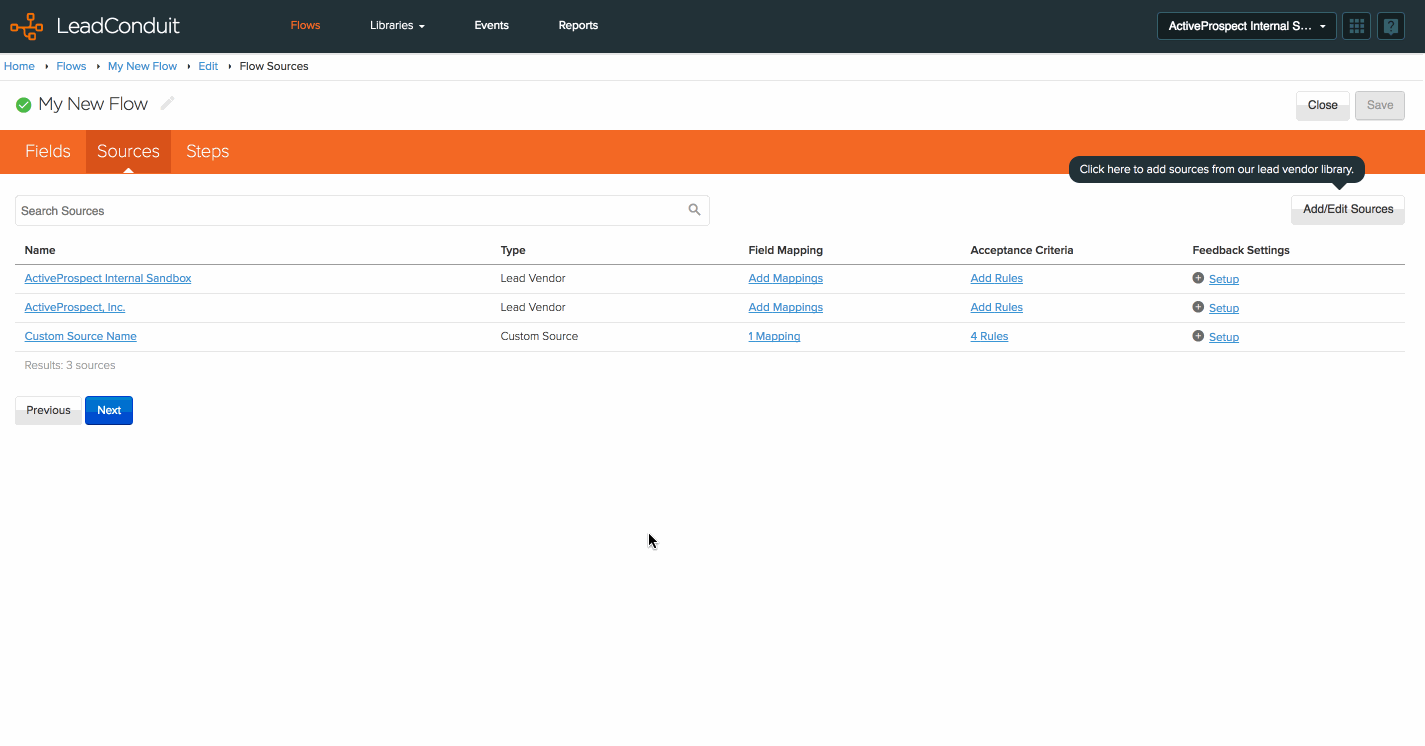 LeadConduit Flows Libraries Events Reports ActiveProspect Internal S...
Home Flows My New Flow Edit Flow Sources
My New Flow Close Save
Fields Sources Steps
Click here to add sources from our lead vendor library.
Search Sources Add/Edit Sources
Name Type Field Mapping Acceptance Criteria Feedback Settings
ActiveProspect Internal Sandbox Lead Vendor Add Mappings Add Rules Setup
ActiveProspect, Inc. Lead Vendor Add Mappings Add Rules Setup
Custom Source Name Custom Source 1 Mapping 4 Rules Setup
Results: 3 sources
Previous Next